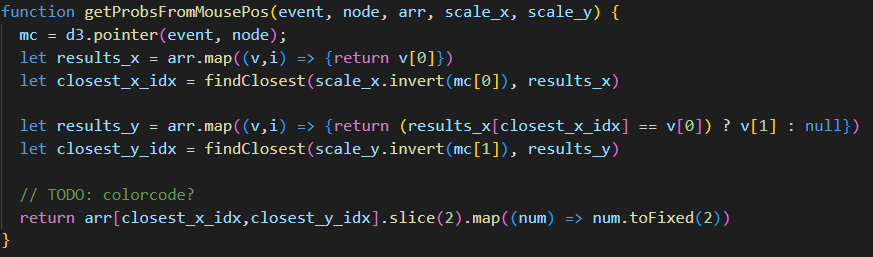 function getProbsFromMousePos(event, node, arr, scale_x, scale_y) {
  mc = d3.pointer(event, node);
  let results_x = arr.map((v,i) => {return v[0]})
  let closest_x_idx = findClosest(scale_x.invert(mc[0]), results_x)

  let results_y = arr.map((v,i) => {return (results_x[closest_x_idx] == v[0]) ? v[1] : null})
  let closest_y_idx = findClosest(scale_y.invert(mc[1]), results_y)

  // TODO: colorcode?
  return arr[closest_x_idx,closest_y_idx].slice(2).map((num) => num.toFixed(2))
}